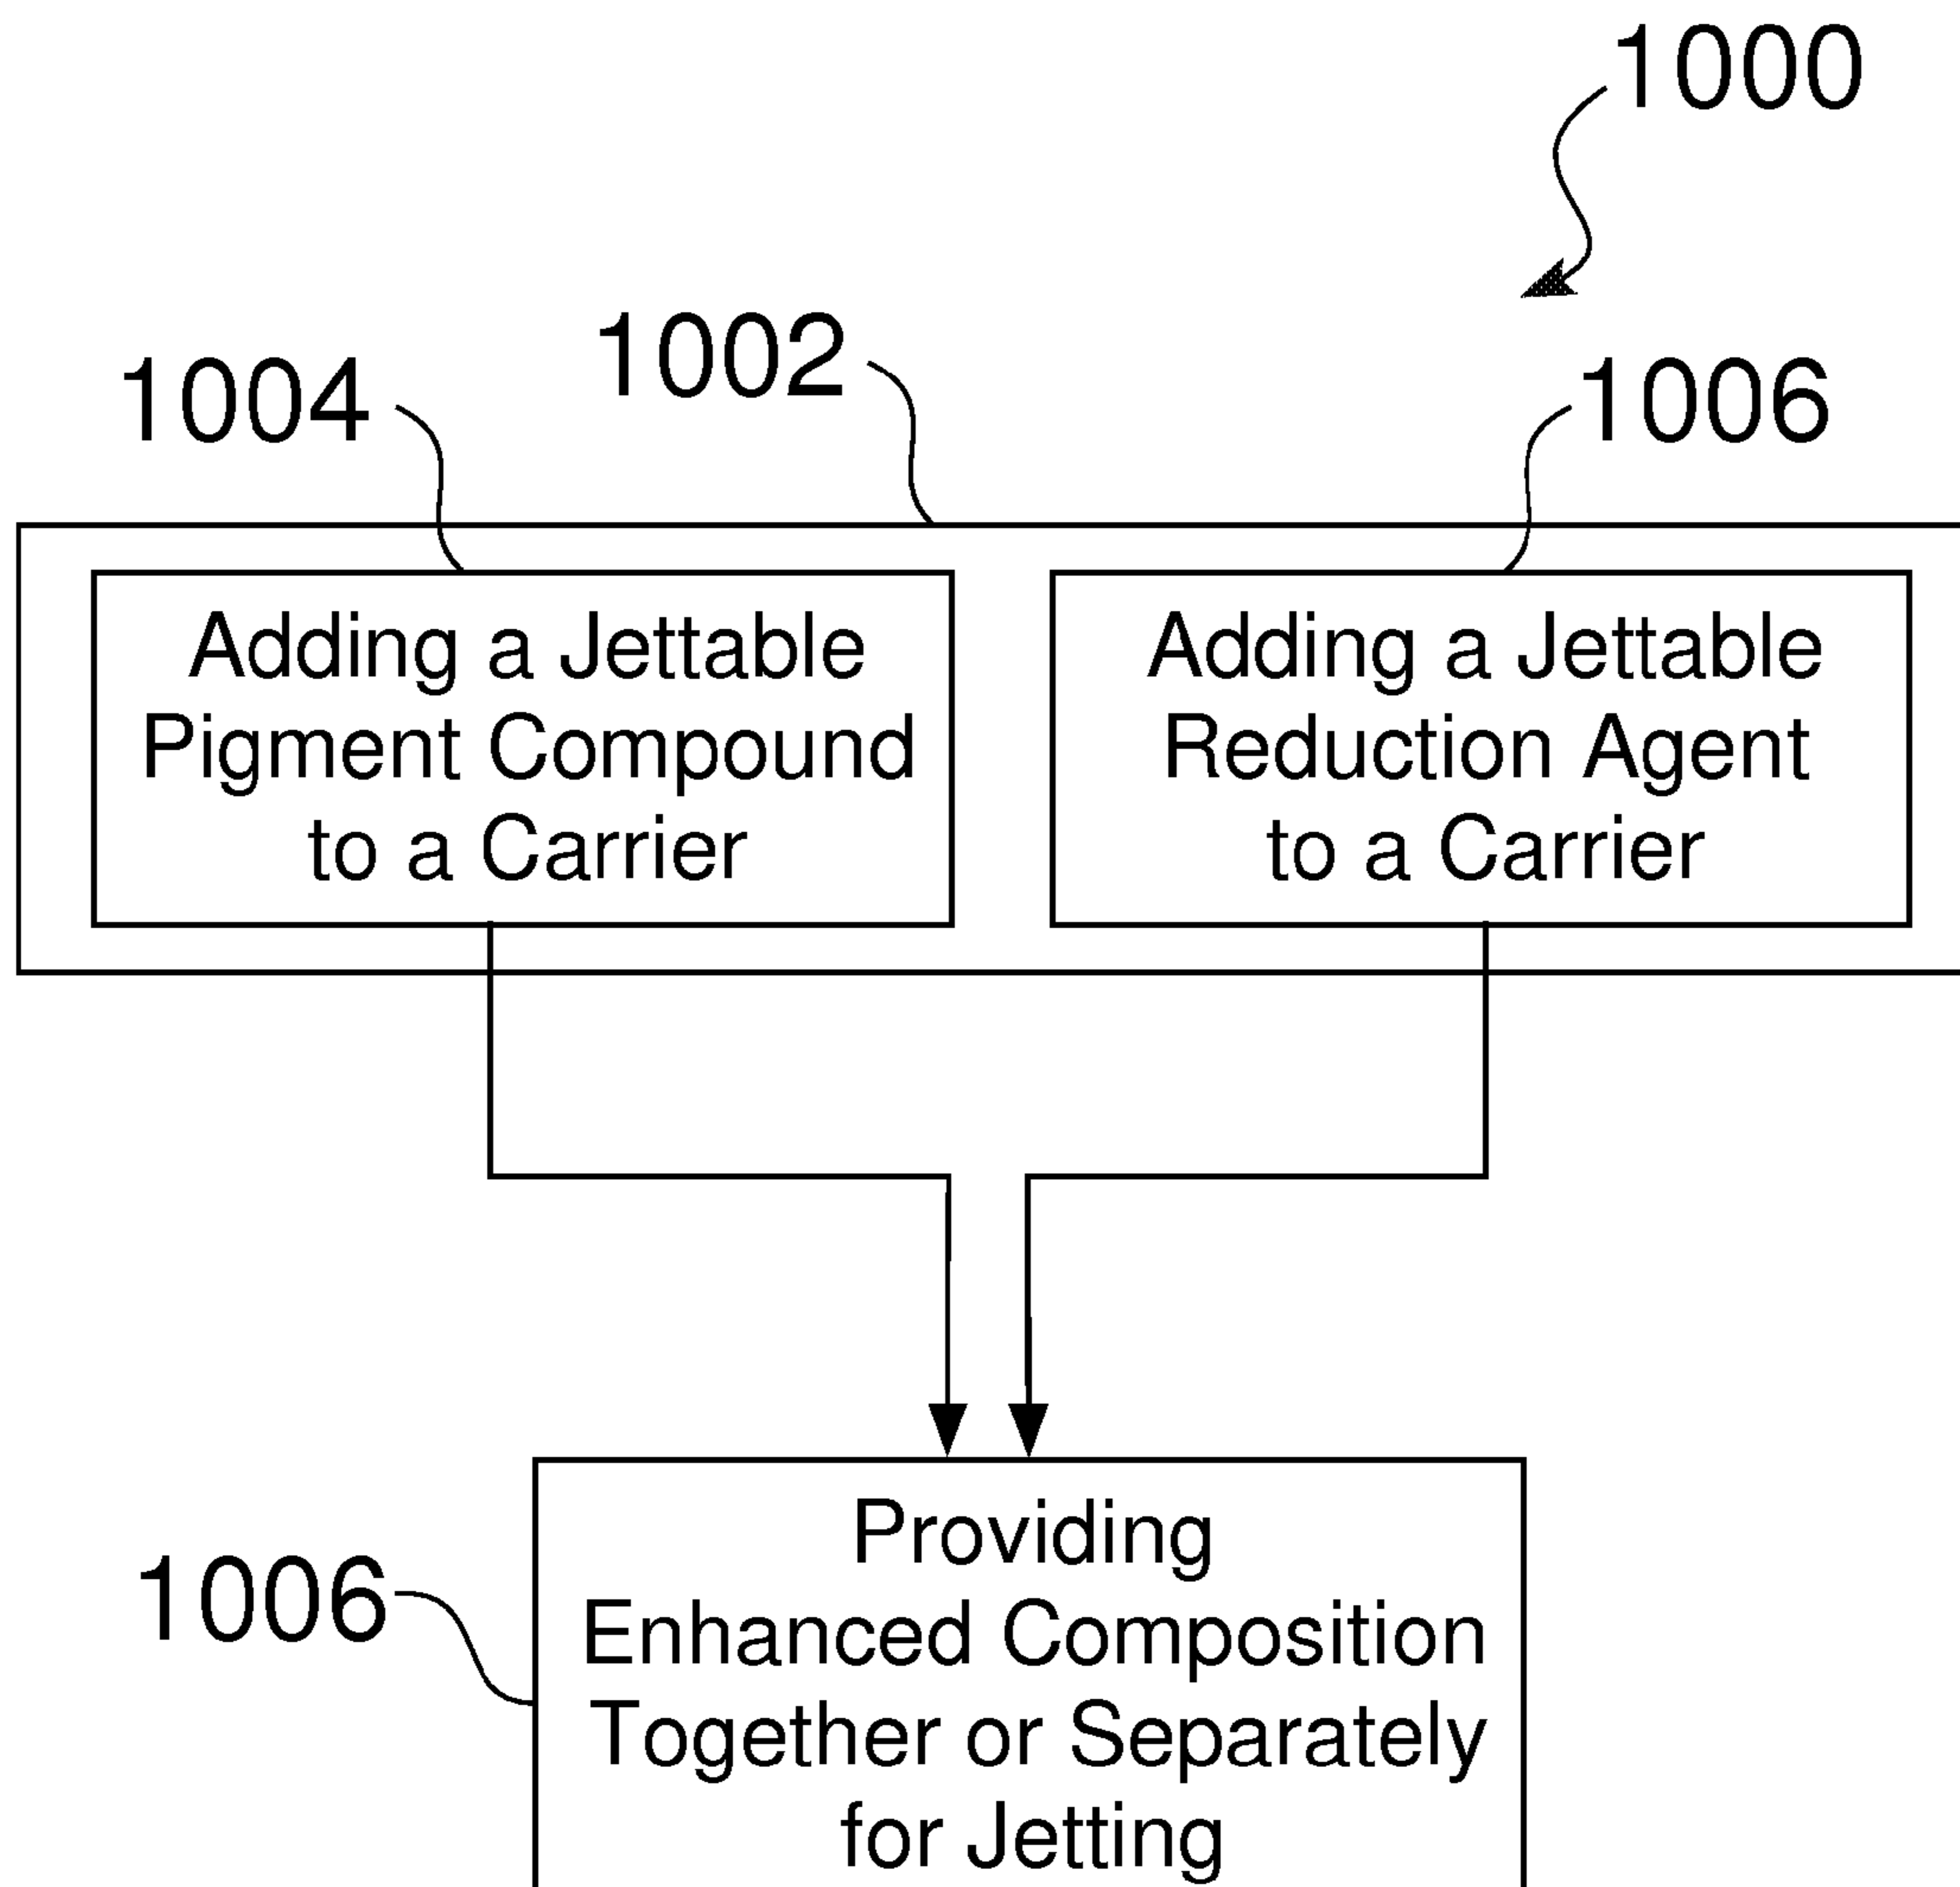 1000
1002
1004
1006
Adding a Jettable
Pigment Compound
to a Carrier
Adding a Jettable
Reduction Agent
to a Carrier
1006
Providing
Enhanced Composition
Together or Separately
for Jetting